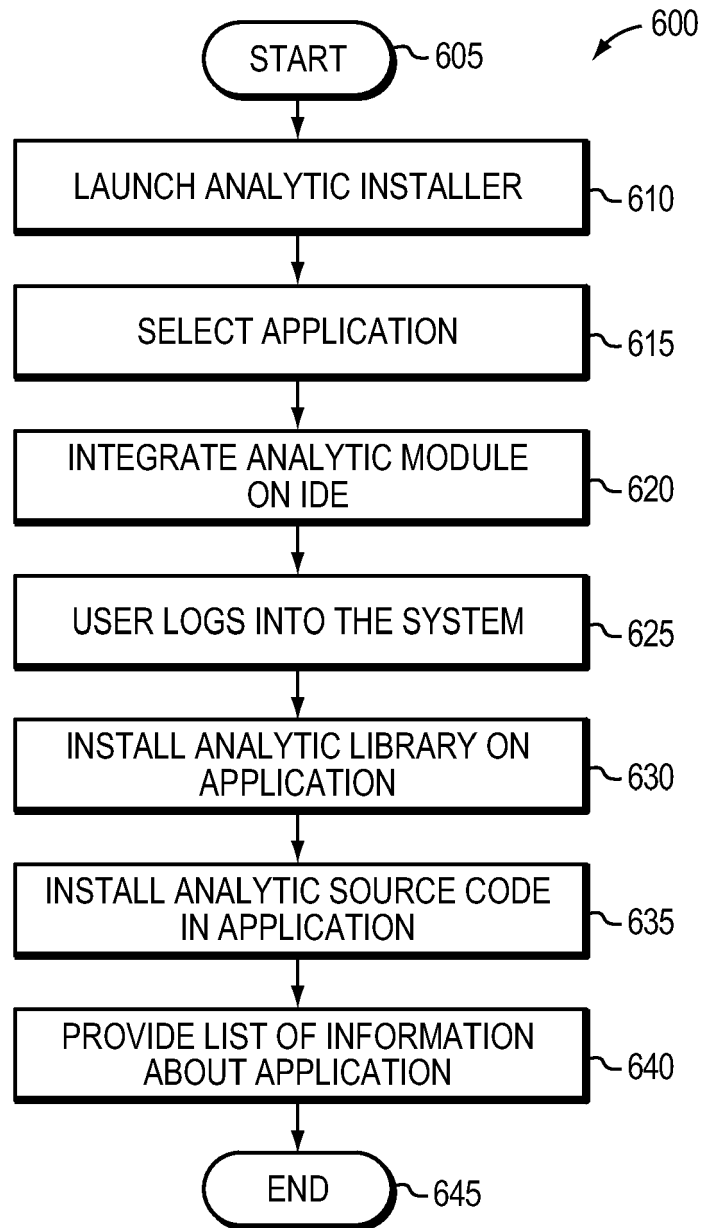 600
START
605
LAUNCH ANALYTIC INSTALLER
610
SELECT APPLICATION
615
INTEGRATE ANALYTIC MODULE
ON IDE
620
USER LOGS INTO THE SYSTEM
625
INSTALL ANALYTIC LIBRARY ON
APPLICATION
630
INSTALL ANALYTIC SOURCE CODE
IN APPLICATION
635
PROVIDE LIST OF INFORMATION
ABOUT APPLICATION
640
END
645